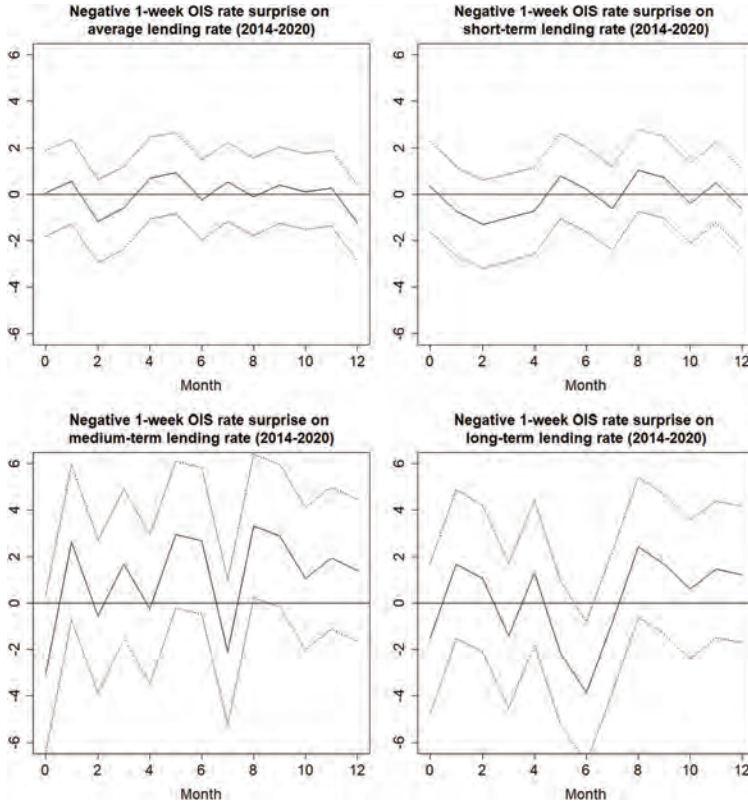 Negative 1-week OIS rate surprise on
average lending rate (2014-2020)
6
4
2
0
-2
-4
-6
0 2 4 6 8 10 12
Month
Negative 1-week OIS rate surprise on
short-term lending rate (2014-2020)
6
4
2
0
-2
-4
-6
0 2 4 6 8 10 12
Month
Negative 1-week OIS rate surprise on
medium-term lending rate (2014-2020)
6
4
2
0
-2
-4
-6
0 2 4 6 8 10 12
Month
Negative 1-week OIS rate surprise on
long-term lending rate (2014-2020)
6
4
2
0
-2
-4
-6
0 2 4 6 8 10 12
Month